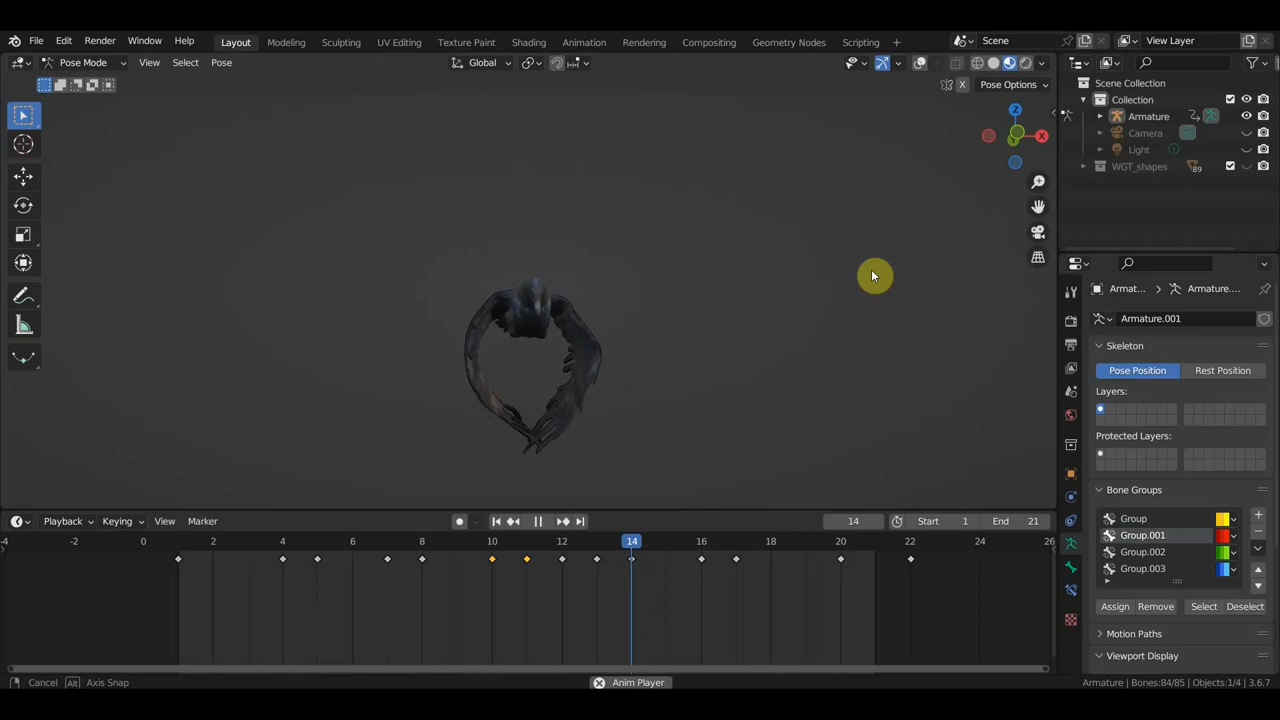 File Edit Render Window Help Layout Modeling Sculpting UV Editing Texture Paint Shading Animation Rendering Compositing Geometry Nodes Scripting + Scene View Layer
Pose Mode View Select Pose Global
X Pose Options
Scene Collection
Collection
Armature
Camera
Light
WGT_shapes 89
Z
X
Y
Armat... > Armature....
Armature.001
Skeleton
Pose Position Rest Position
Layers:
Protected Layers:
Bone Groups
Group
Group.001
Group.002
Group.003
Assign Remove Select Deselect
Motion Paths
Viewport Display
Playback Keying View Marker 14 Start 1 End 21
-4 -2 0 2 4 6 8 10 12 14 16 18 20 22 24 26
Cancel Alt Axis Snap Anim Player Armature | Bones:84/85 | Objects:1/4 | 3.6.7